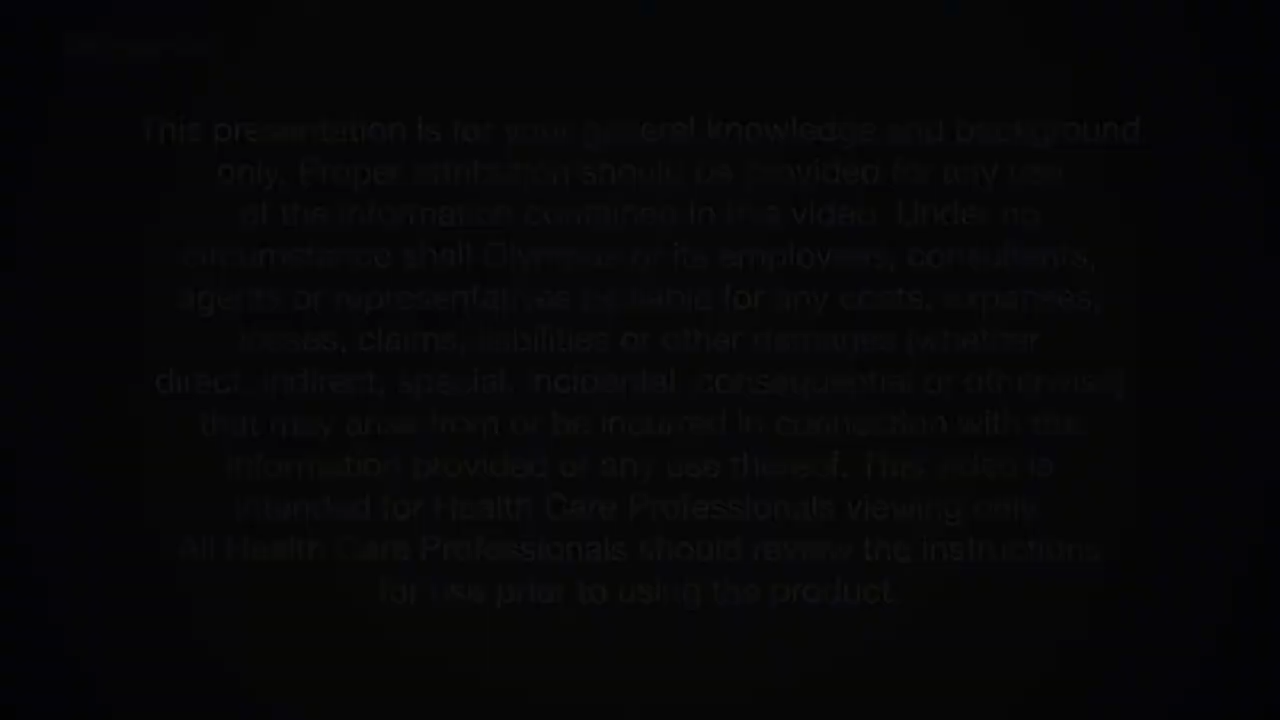 This presentation is for your general knowledge and background
only. Proper attribution should be provided for any use
of the information contained in this video. Under no
circumstance shall Olympus or its employees, consultants,
agents or representatives be liable for any costs, expenses,
losses, claims, liabilities or other damages (whether
direct, indirect, special, incidental, consequential or otherwise)
that may arise from or be incurred in connection with the
information provided or any use thereof. This video is
intended for Health Care Professionals viewing only.
All Health Care Professionals should review the instructions
for use prior to using the product.